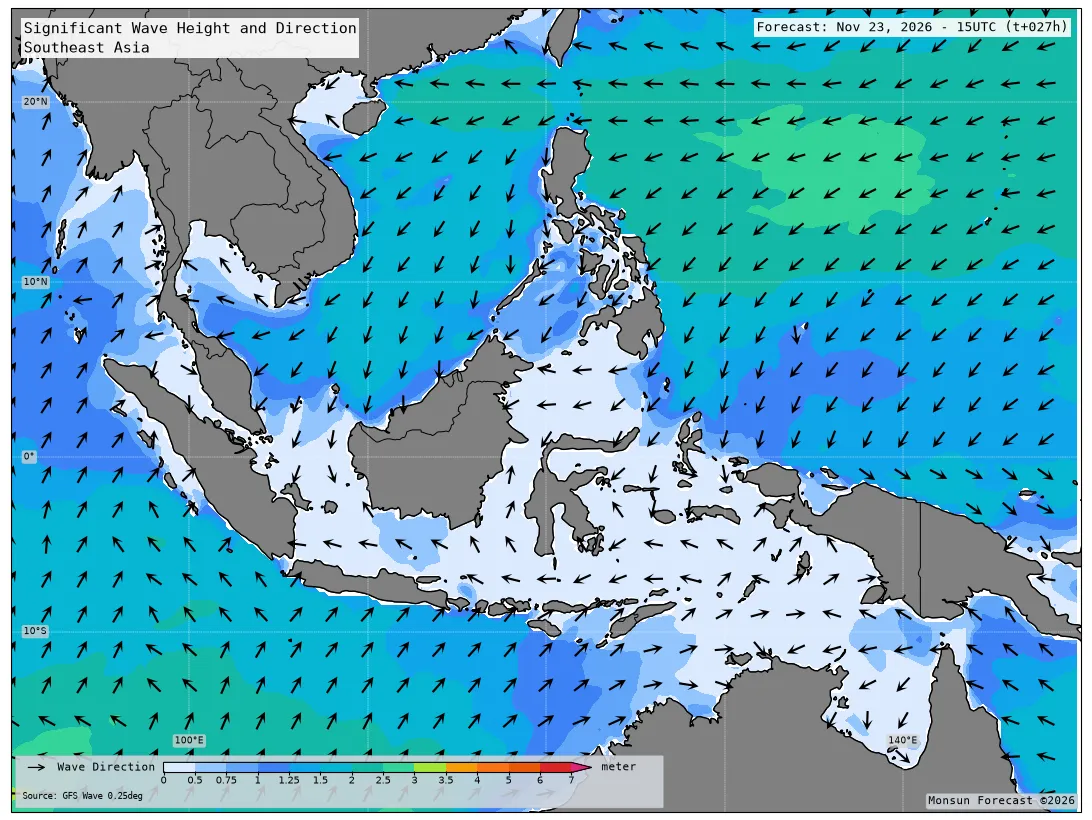 Significant Wave Height and Direction
Southeast Asia
Forecast: Nov 23, 2026 - 15UTC (t+027h)
20°N
10°N
0°
10°S
100°E
140°E
Wave Direction
0 0.5 0.75 1 1.25 1.5 2 2.5 3 3.5 4 5 6 7
meter
Source: GFS Wave 0.25deg
Monsun Forecast ©2026